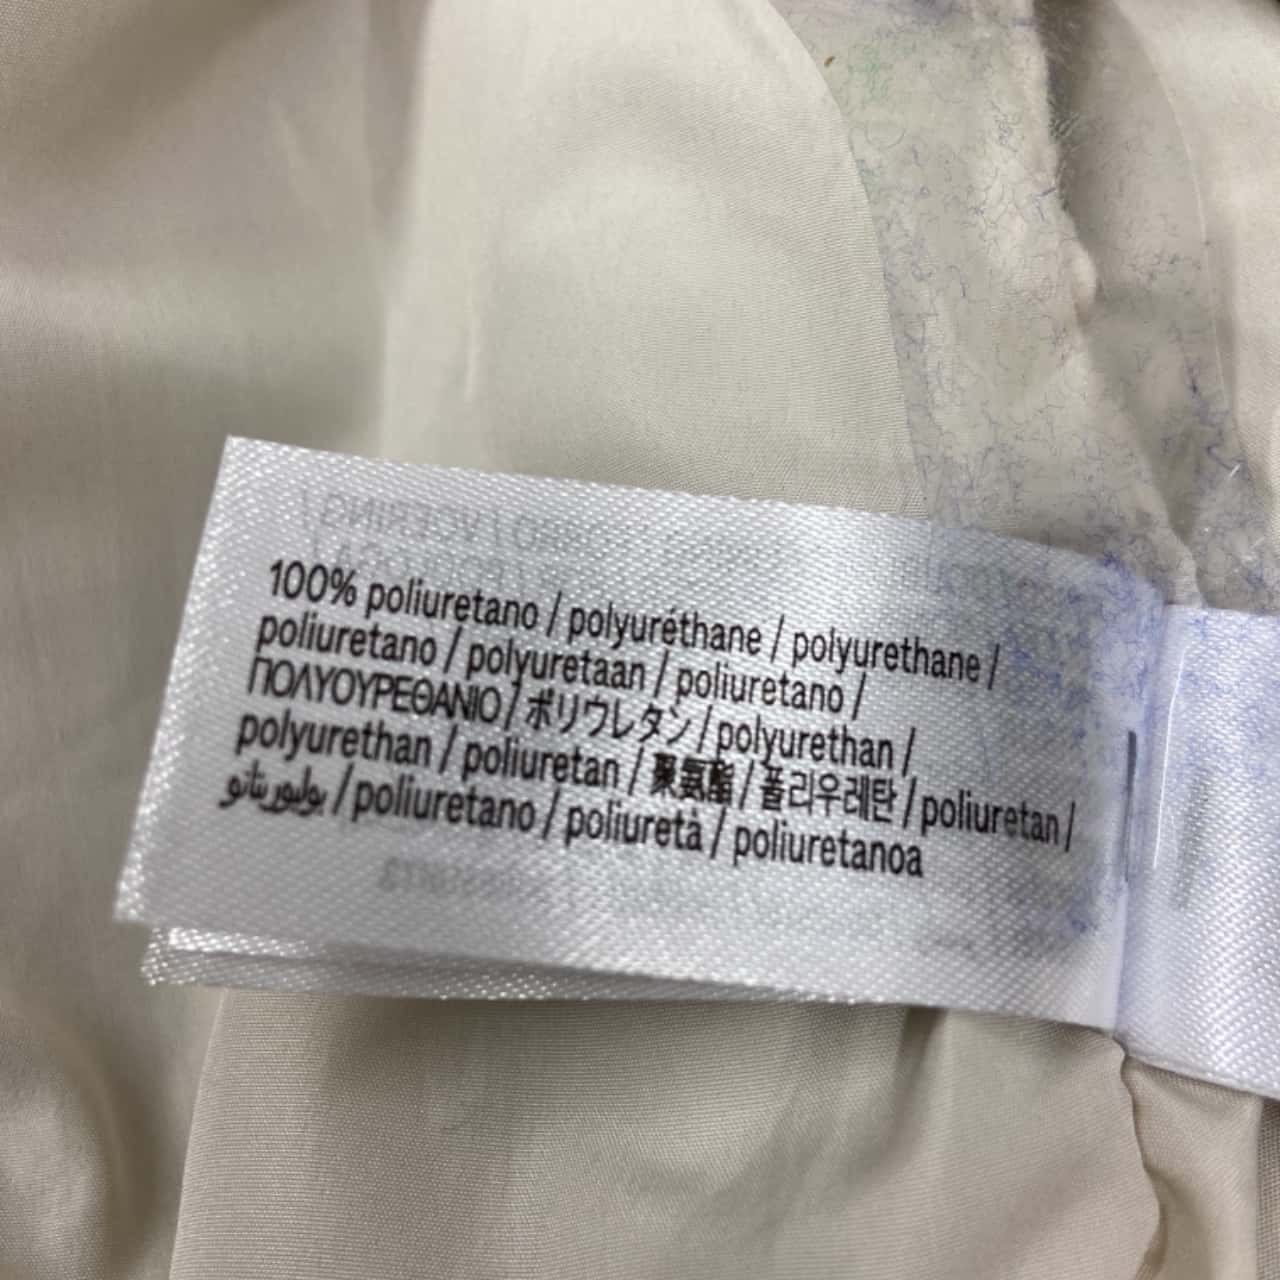 100% poliuretano / polyuréthane / polyurethane /
poliuretano / polyuretaan / poliuretano /
ΠΟΛΥΟΥΡΕΘΑΝΙΟ / ポリウレタン / polyurethan /
polyurethan / poliuretan / 聚氨酯 / 폴리우레탄 / poliuretan /
بوليوريتانو / poliuretano / poliuretà / poliuretanoa